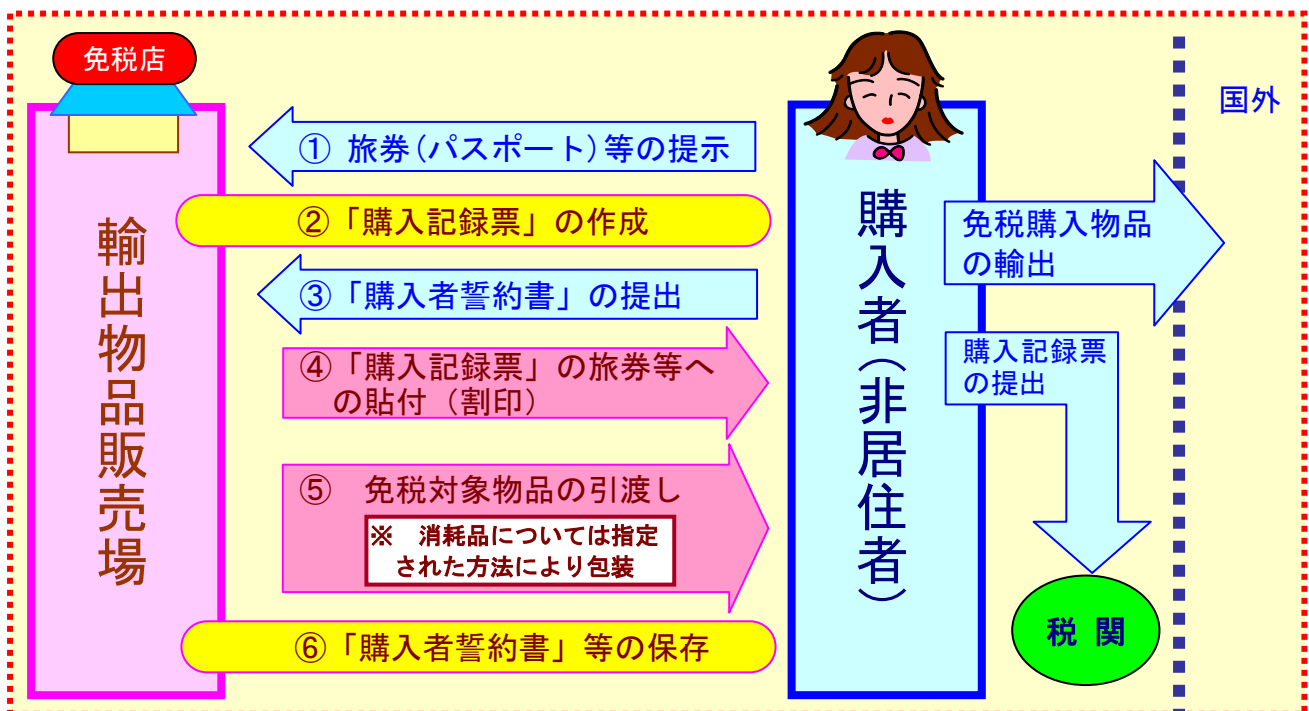 免税店
輸出物品販売場
① 旅券(パスポート)等の提示
②「購入記録票」の作成
③「購入者誓約書」の提出
④「購入記録票」の旅券等へ
の貼付（割印）
⑤　免税対象物品の引渡し
※　消耗品については指定
された方法により包装
⑥「購入者誓約書」等の保存
購入者（非居住者）
免税購入物品
の輸出
購入記録票
の提出
税 関
国外